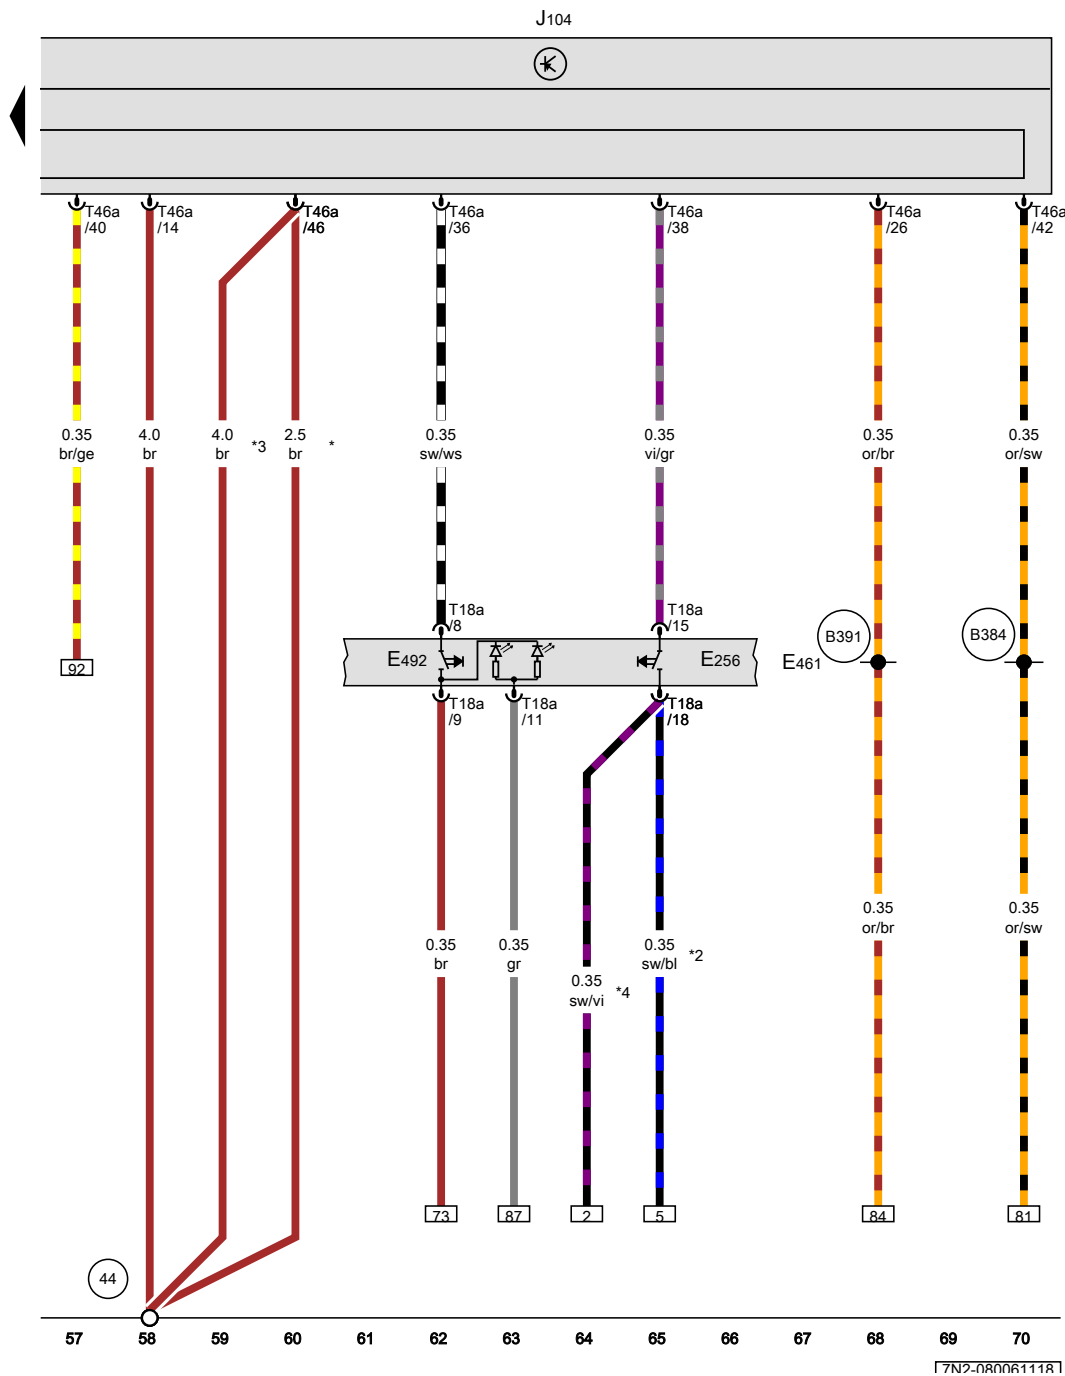 J104
T46a T46a T46a T46a T46a T46a T46a
/40 /14 /46 /36 /38 /26 /42
0.35 4.0 4.0 *3 2.5 * 0.35 0.35 0.35 0.35
br/ge br br br sw/ws vi/gr or/br or/sw
T18a T18a
/8 /15
B391 B384
92 E492 E256 E461
T18a T18a T18a
/9 /11 /18
0.35 0.35
or/br or/sw
0.35 0.35 0.35 *2
br gr sw/bl
0.35 *4
sw/vi
73 87 2 5 84 81
44
57 58 59 60 61 62 63 64 65 66 67 68 69 70
7N2-080061118